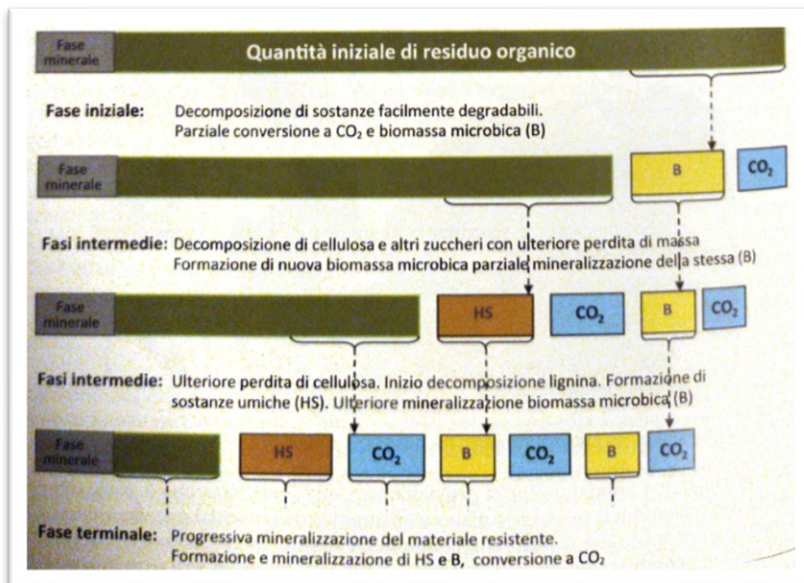 Fase
minerale
Quantità iniziale di residuo organico
Fase iniziale: Decomposizione di sostanze facilmente degradabili.
Parziale conversione a CO₂ e biomassa microbica (B)
Fase
minerale
B
CO₂
Fasi intermedie: Decomposizione di cellulosa e altri zuccheri con ulteriore perdita di massa
Formazione di nuova biomassa microbica parziale mineralizzazione della stessa (B)
Fase
minerale
HS
CO₂
B
CO₂
Fasi intermedie: Ulteriore perdita di cellulosa. Inizio decomposizione lignina. Formazione di
sostanze umiche (HS). Ulteriore mineralizzazione biomassa microbica (B)
Fase
minerale
HS
CO₂
B
CO₂
B
CO₂
Fase terminale: Progressiva mineralizzazione del materiale resistente.
Formazione e mineralizzazione di HS e B, conversione a CO₂